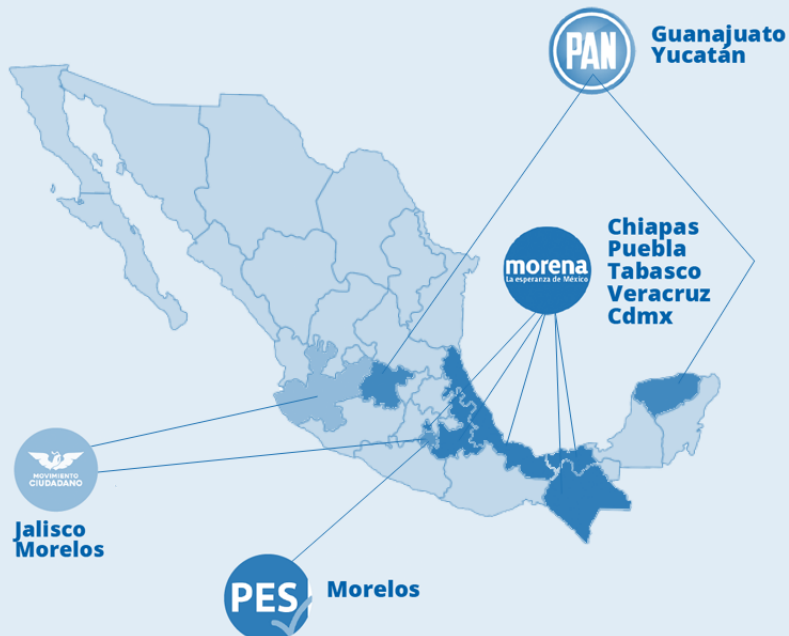 PAN
Guanajuato
Yucatán
morena
La esperanza de México
Chiapas
Puebla
Tabasco
Veracruz
Cdmx
MOVIMIENTO
CIUDADANO
Jalisco
Morelos
PES
Morelos